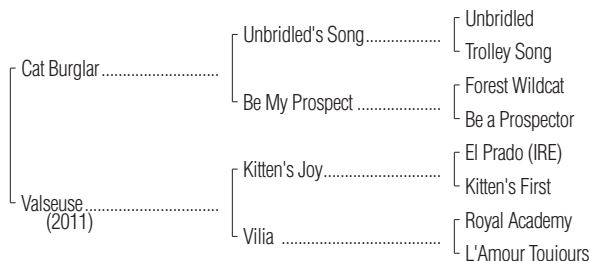 Unbridled
Unbridled's Song....................
Trolley Song
Cat Burglar ..............................
Forest Wildcat
Be My Prospect ......................
Be a Prospector
El Prado (IRE)
Kitten's Joy..............................
Kitten's First
Valseuse..................................
(2011)
Royal Academy
Vilia .........................................
L'Amour Toujours